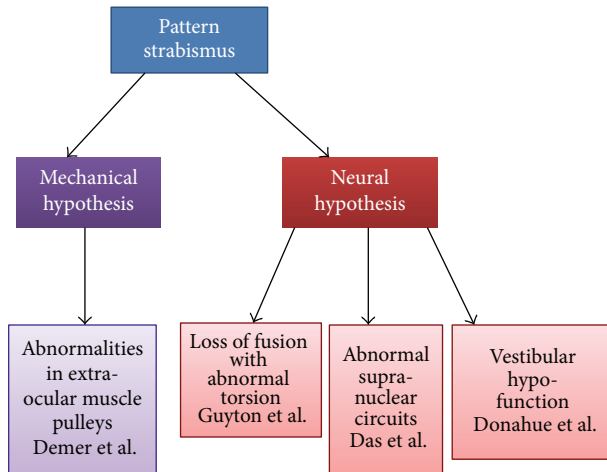 Pattern
strabismus
Mechanical
hypothesis
Neural
hypothesis
Abnormalities
in extra-
ocular muscle
pulleys
Demer et al.
Loss of fusion
with
abnormal
torsion
Guyton et al.
Abnormal
supra-
nuclear
circuits
Das et al.
Vestibular
hypo-
function
Donahue et al.